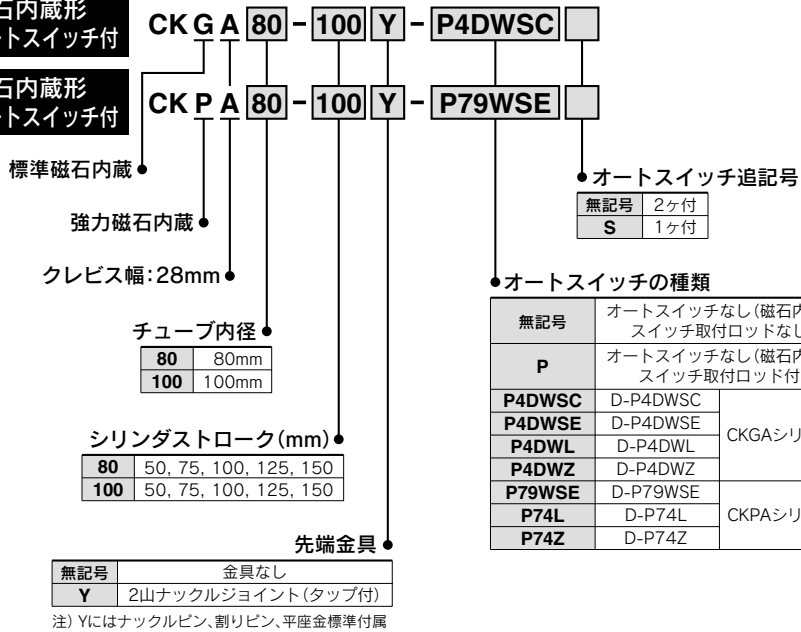 石内蔵形
トスイッチ付
CK G A 80 - 100 Y - P4DWSC
石内蔵形
トスイッチ付
CK P A 80 - 100 Y - P79WSE
標準磁石内蔵
強力磁石内蔵
クレビス幅:28mm
チューブ内径
80 80mm
100 100mm
シリンダストローク(mm)
80 50, 75, 100, 125, 150
100 50, 75, 100, 125, 150
先端金具
無記号 金具なし
Y 2山ナックルジョイント(タップ付)
注) Yにはナックルピン、割りピン、平座金標準付属
オートスイッチ追記号
無記号 2ヶ付
S 1ヶ付
オートスイッチの種類
無記号 オートスイッチなし(磁石内
スイッチ取付ロッドなし
P オートスイッチなし(磁石内
スイッチ取付ロッド付
P4DWSC D-P4DWSC CKGAシリ
P4DWSE D-P4DWSE
P4DWL D-P4DWL
P4DWZ D-P4DWZ
P79WSE D-P79WSE CKPAシリ
P74L D-P74L
P74Z D-P74Z